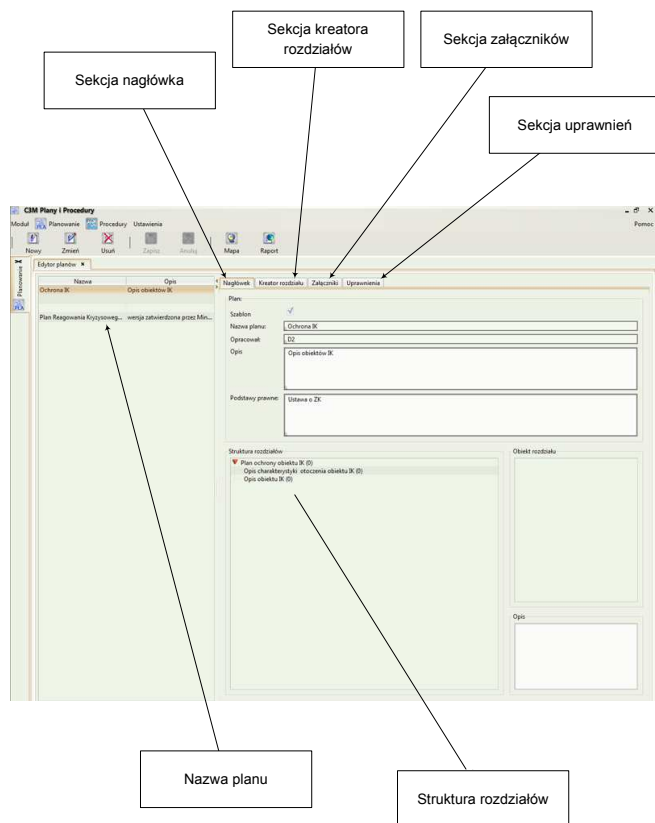 Sekcja kreatora
rozdziałów
Sekcja załączników
Sekcja nagłówka
Sekcja uprawnień
C3M Plany i Procedury
Moduł Planowanie Procedury Ustawienia Pomoc
Nowy Zmień Usuń Zapisz Anuluj Mapa Raport
Planowanie
Edytor planów
Nazwa Opis
Ochrona IK Opis obiektów IK
Plan Reagowania Kryzysoweg... wersja zatwierdzona przez Min...
Nagłówek Kreator rozdziału Załączniki Uprawnienia
Plan:
Szablon
Nazwa planu: Ochrona IK
Opracował: D2
Opis Opis obiektów IK
Podstawy prawne: Ustawa o ZK
Struktura rozdziałów
Plan ochrony obiektu IK (0)
Opis charakterystyki otoczenia obiektu IK (0)
Opis obiektu IK (0)
Obiekt rozdziału
Opis
Nazwa planu
Struktura rozdziałów